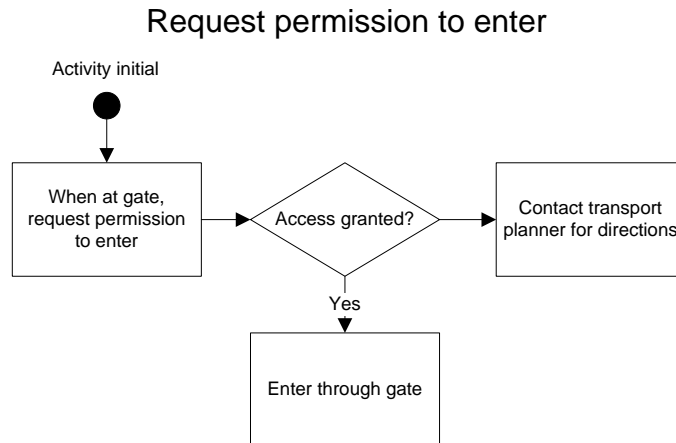 Request permission to enter
Activity initial
When at gate,
request permission
to enter
Access granted?
Contact transport
planner for directions
Yes
Enter through gate